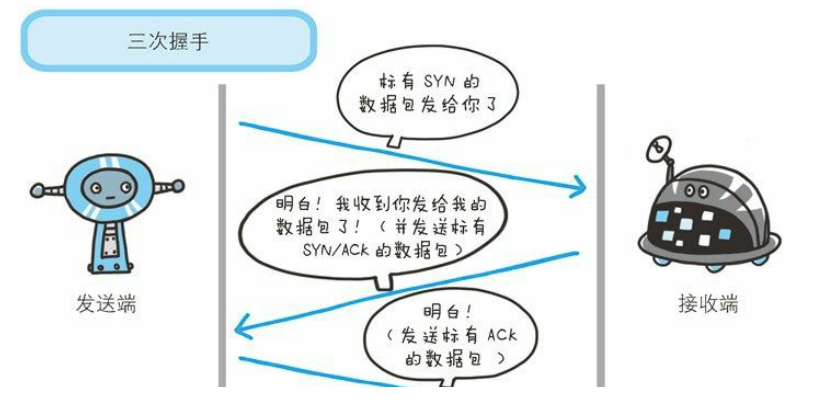 三次握手
标有 SYN 的
数据包发给你了
明白！我收到你发给我的
数据包了！（并发送标有
SYN/ACK 的数据包）
发送端
接收端
明白！
（发送标有 ACK
的数据包）